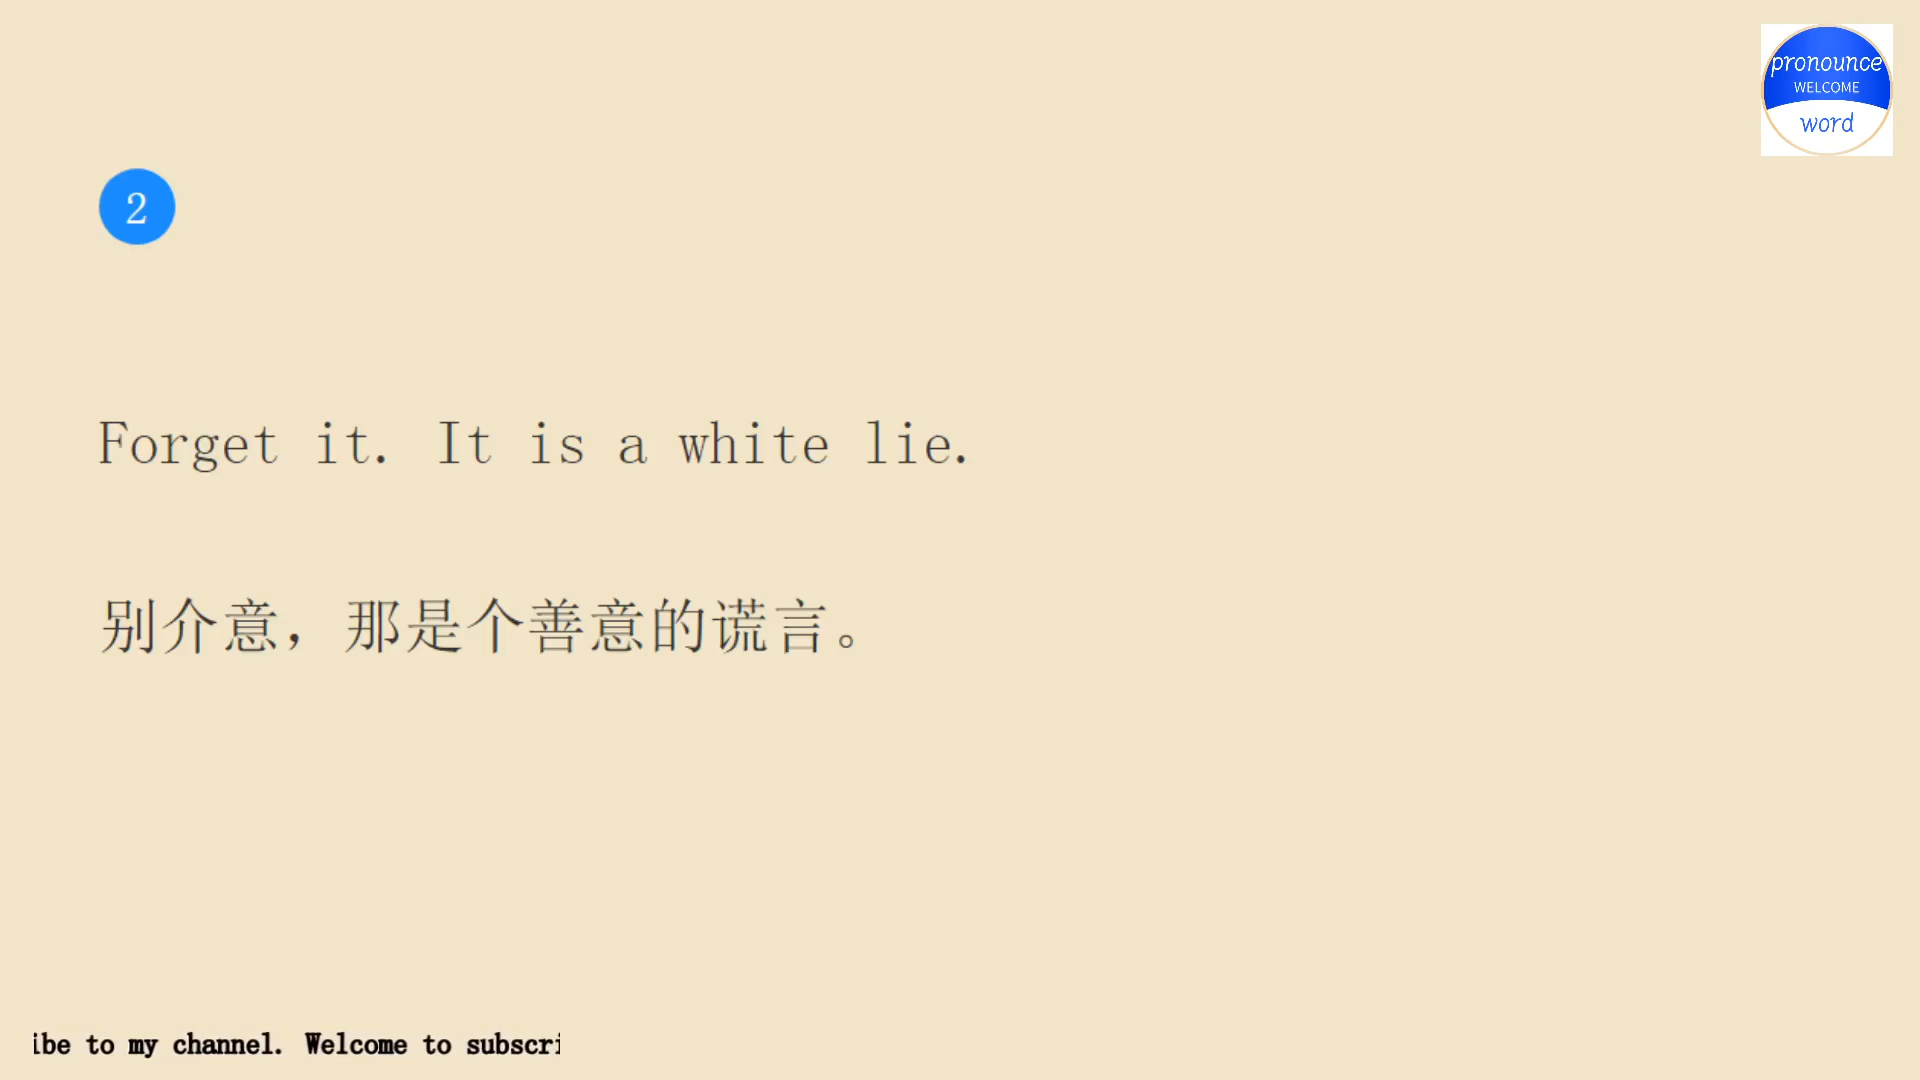 pronounce
WELCOME
word
2
Forget it. It is a white lie.
别介意，那是个善意的谎言。
ibe to my channel. Welcome to subscri